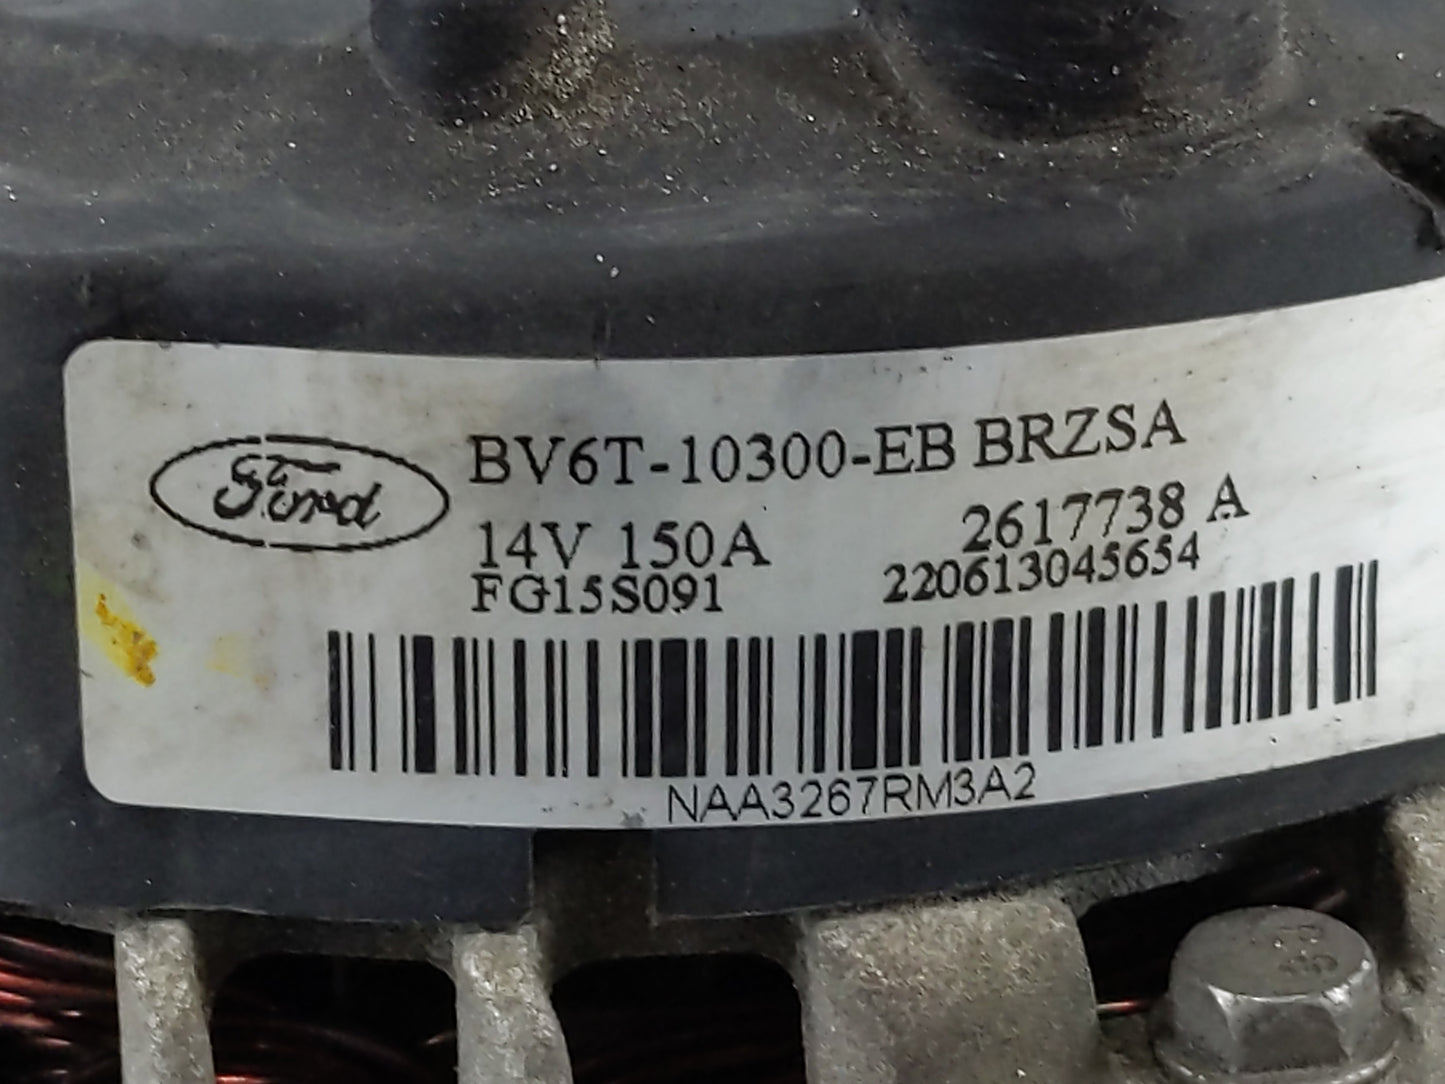 Ford
BV6T-10300-EB BRZSA
14V 150A 2617738 A
FG15S091 220613045654
NAA3267RM3A2